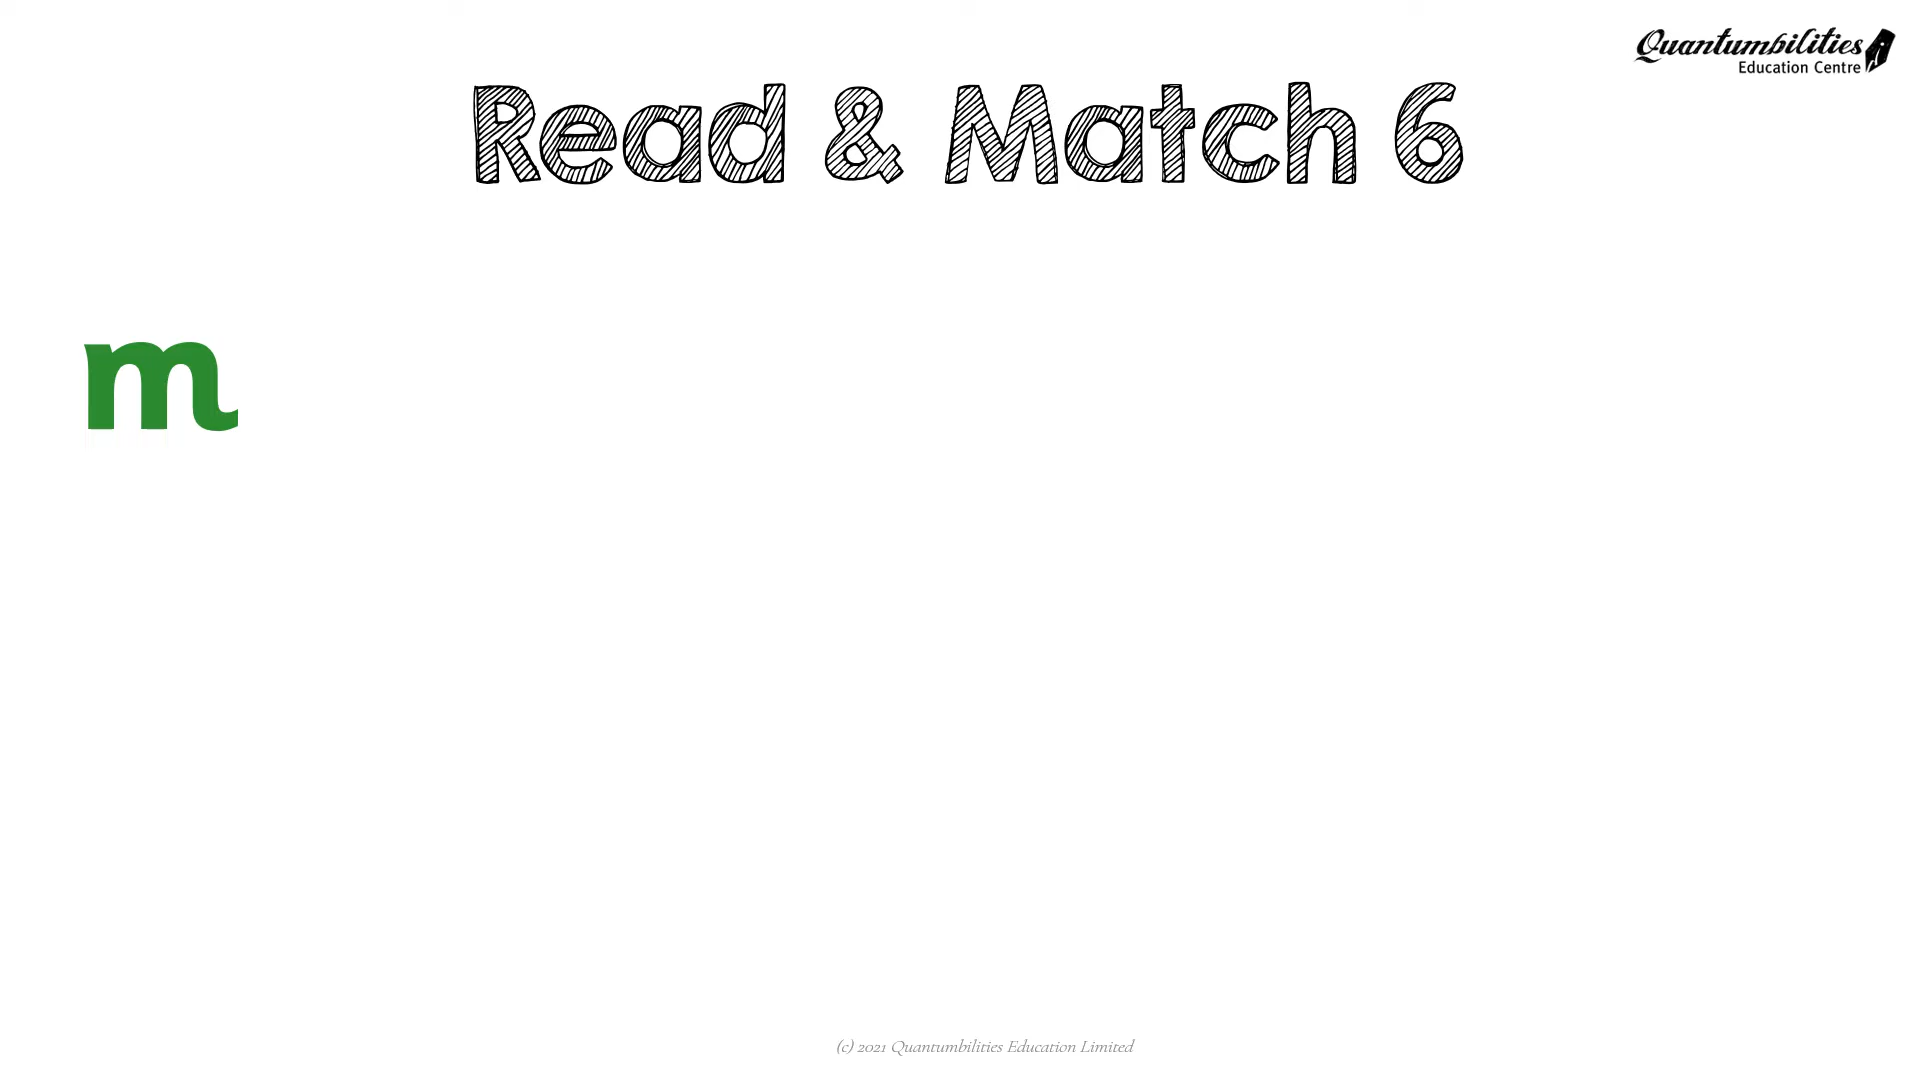 Quantumbilities
Education Centre
Read & Match 6
m
(c) 2021 Quantumbilities Education Limited